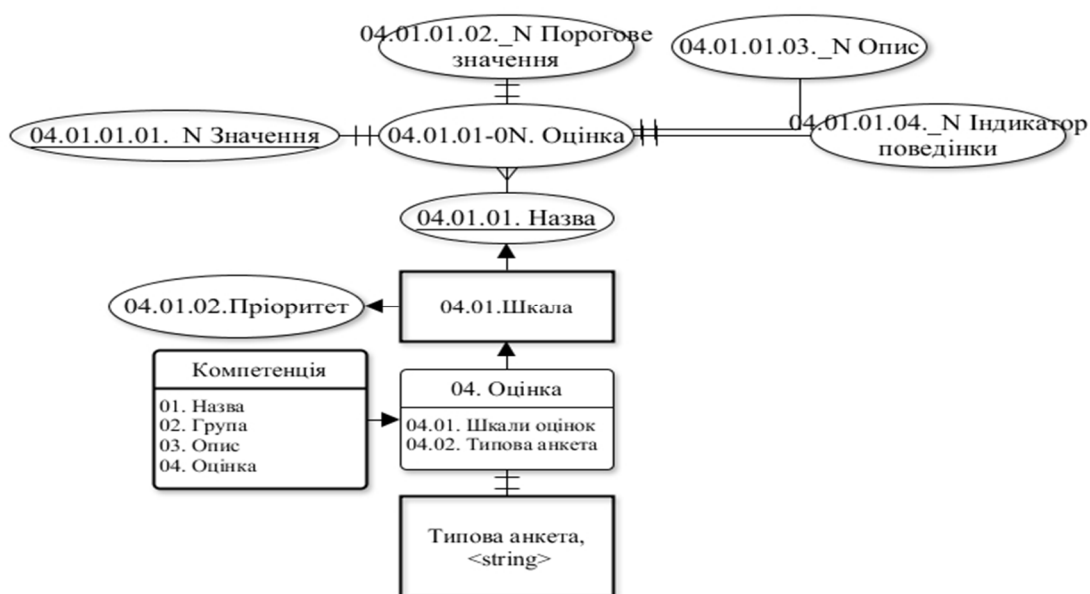 04.01.01.02._N Порогове
значення
04.01.01.03._N Опис
04.01.01.01._N Значення
04.01.01-0N. Оцінка
04.01.01.04._N Індикатор
поведінки
04.01.01. Назва
04.01.02.Пріоритет
04.01.Шкала
Компетенція
01. Назва
02. Група
03. Опис
04. Оцінка
04. Оцінка
04.01. Шкали оцінок
04.02. Типова анкета
Типова анкета,
<string>